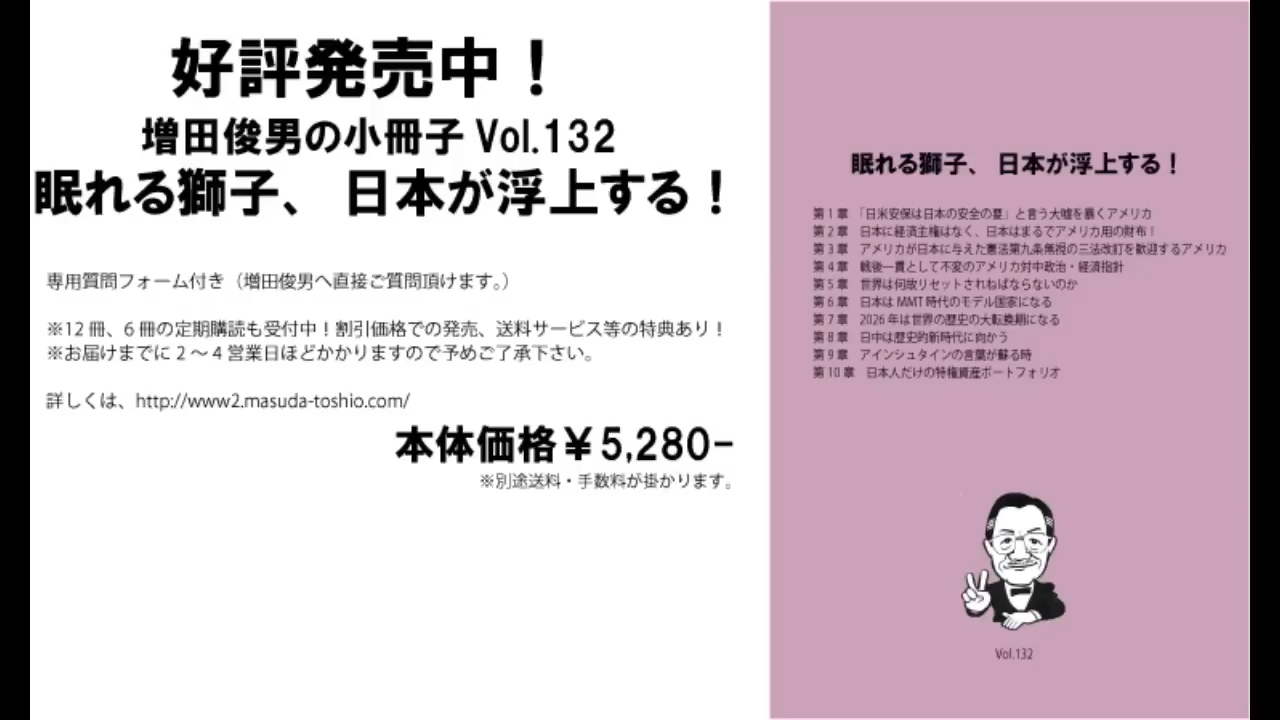 好評発売中！
増田俊男の小冊子 Vol.132
眠れる獅子、 日本が浮上する！
専用質問フォーム付き（増田俊男へ直接ご質問頂けます。）
※12 冊、6 冊の定期購読も受付中！割引価格での発売、送料サービス等の特典あり！
※お届けまでに 2 ～ 4 営業日ほどかかりますので予めご了承下さい。
詳しくは、http://www2.masuda-toshio.com/
本体価格￥5,280−
※別途送料・手数料が掛かります。
眠れる獅子、 日本が浮上する！
第 1 章 「日米安保は日本の安全の要」と言う大嘘を暴くアメリカ
第 2 章 日本に経済主権はなく、日本はまるでアメリカ用の財布！
第 3 章 アメリカが日本に与えた憲法第九条無視の三法改訂を歓迎するアメリカ
第 4 章 戦後一貫として不変のアメリカ対中政治・経済指針
第 5 章 世界は何故リセットされねばならないのか
第 6 章 日本は MMT 時代のモデル国家になる
第 7 章 2026 年は世界の歴史の大転換期になる
第 8 章 日中は歴史的新時代に向かう
第 9 章 アインシュタインの言葉が蘇る時
第 10 章 日本人だけの特権資産ポートフォリオ
Vol.132